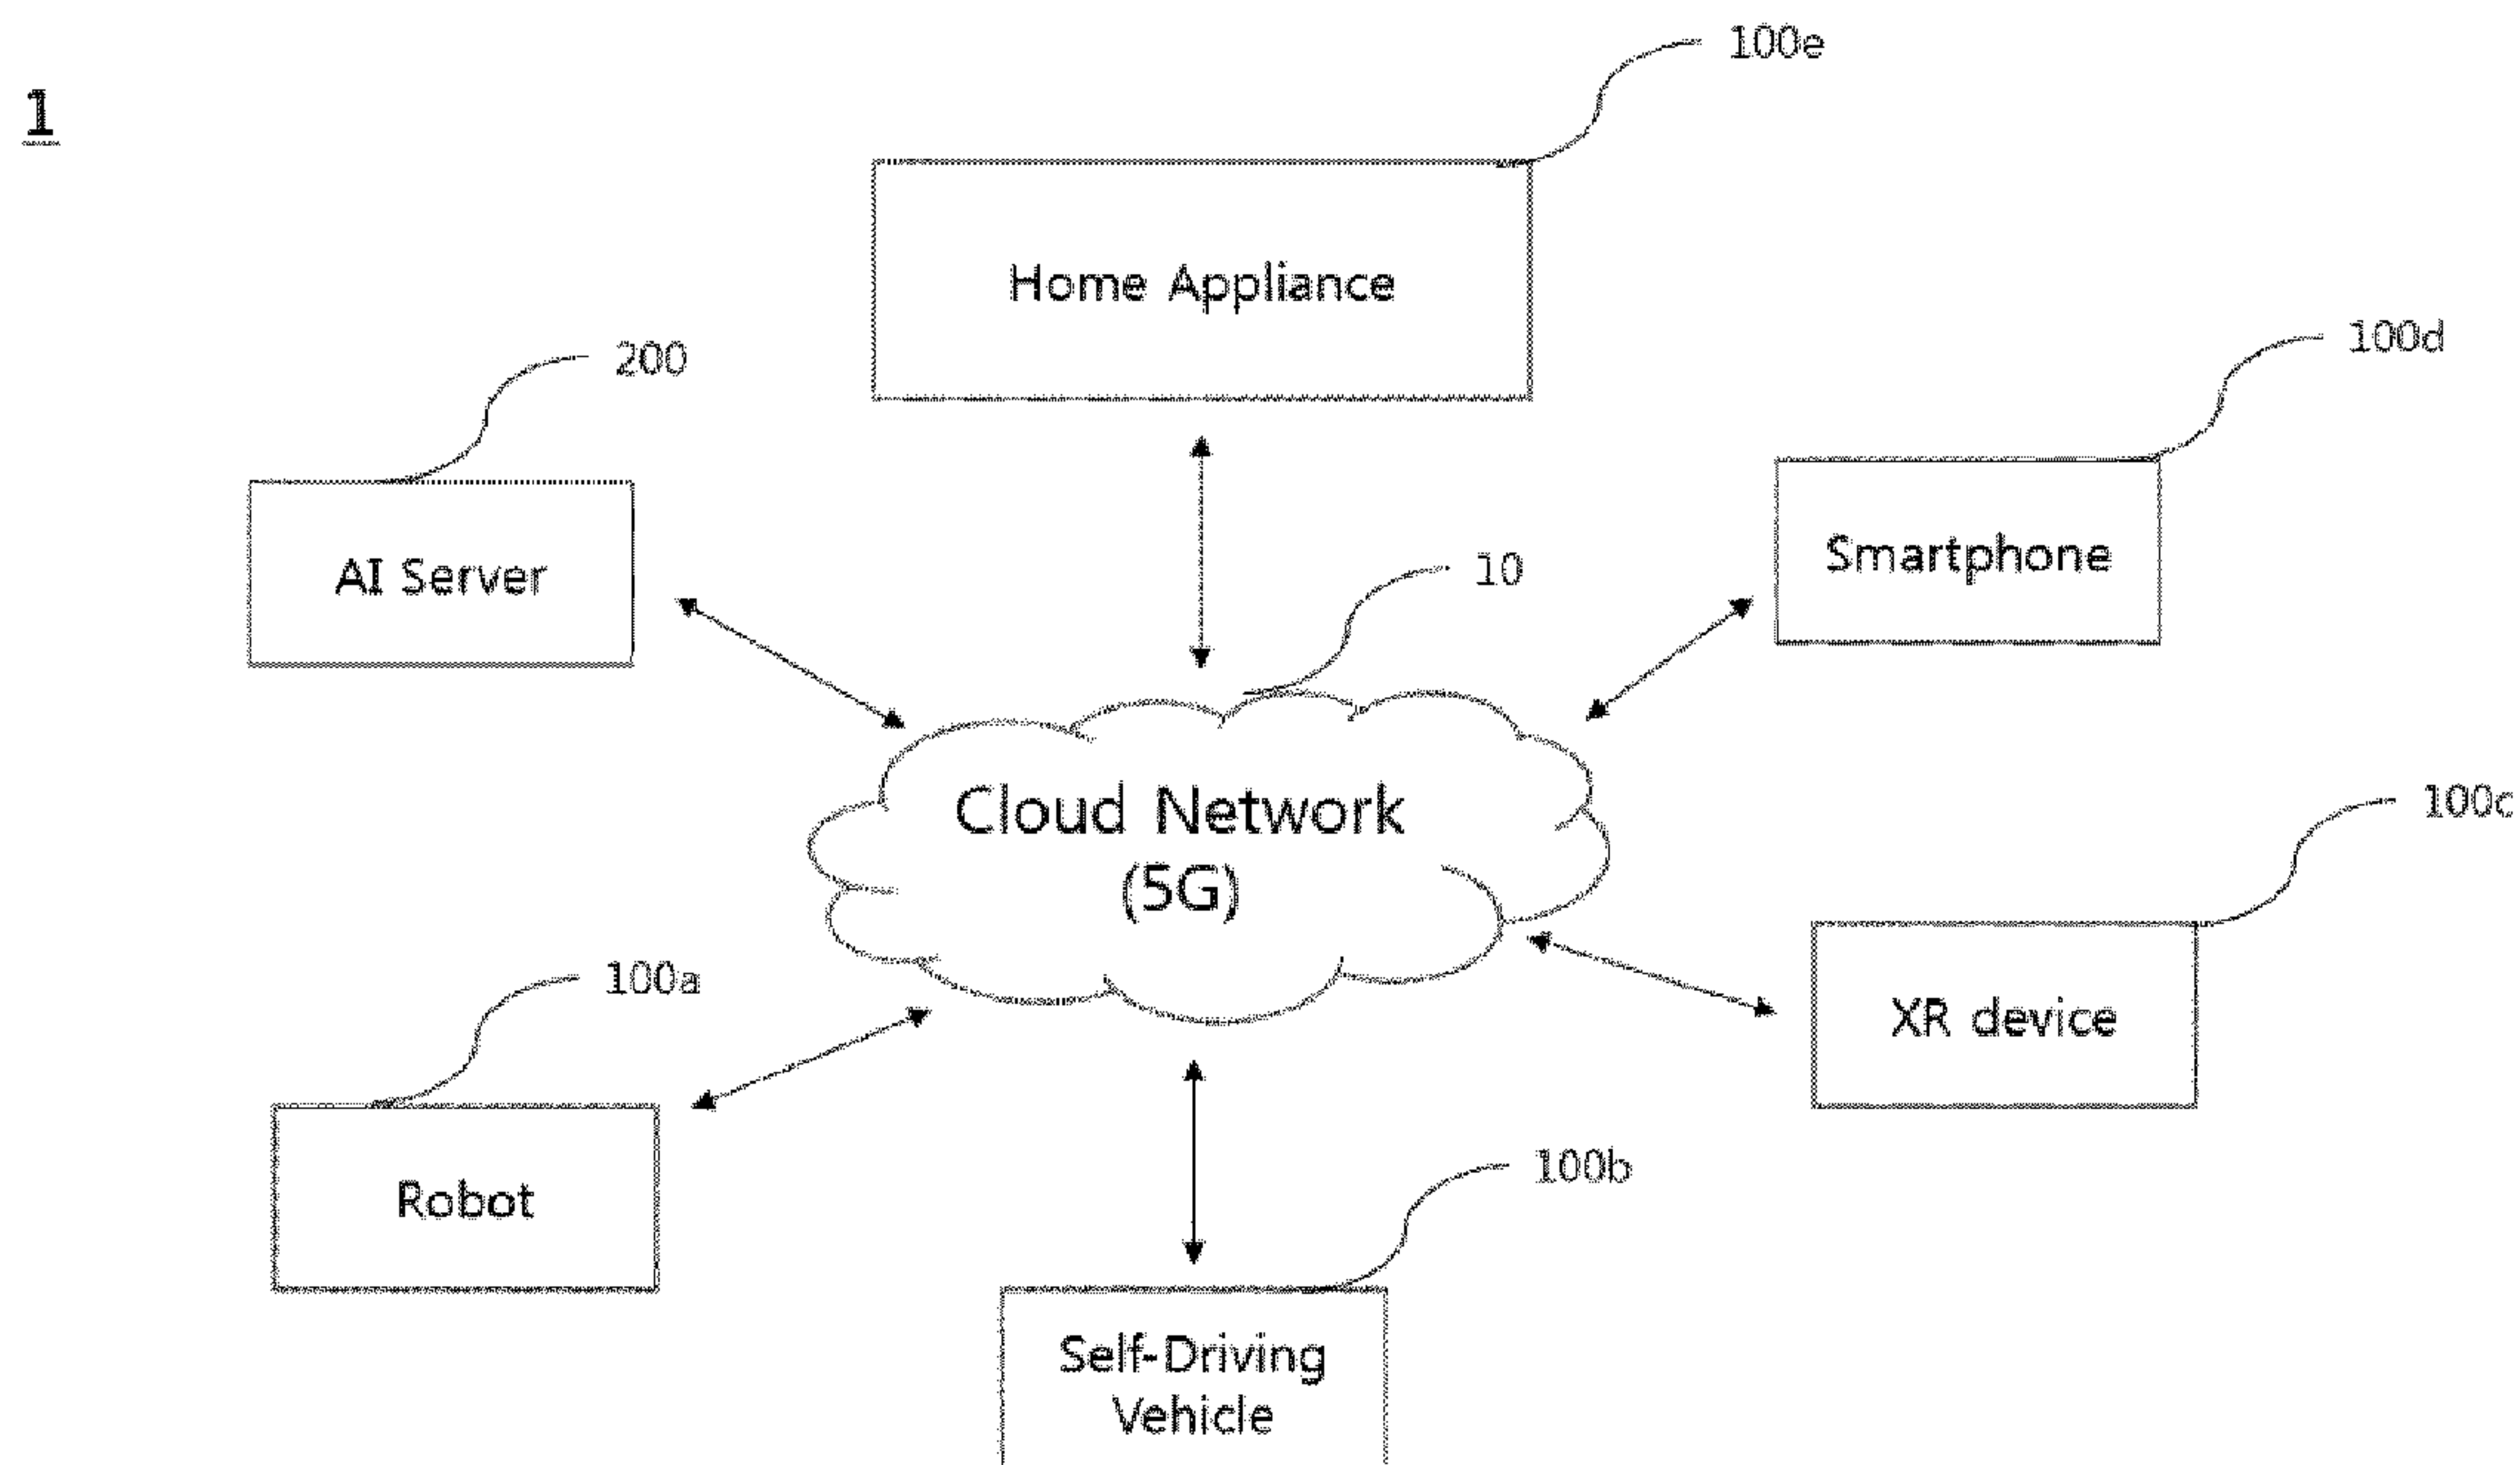 100e
1
Home Appliance
200
100d
AI Server
Smartphone
10
Cloud Network
(5G)
100c
100a
XR device
Robot
100b
Self-Driving
Vehicle